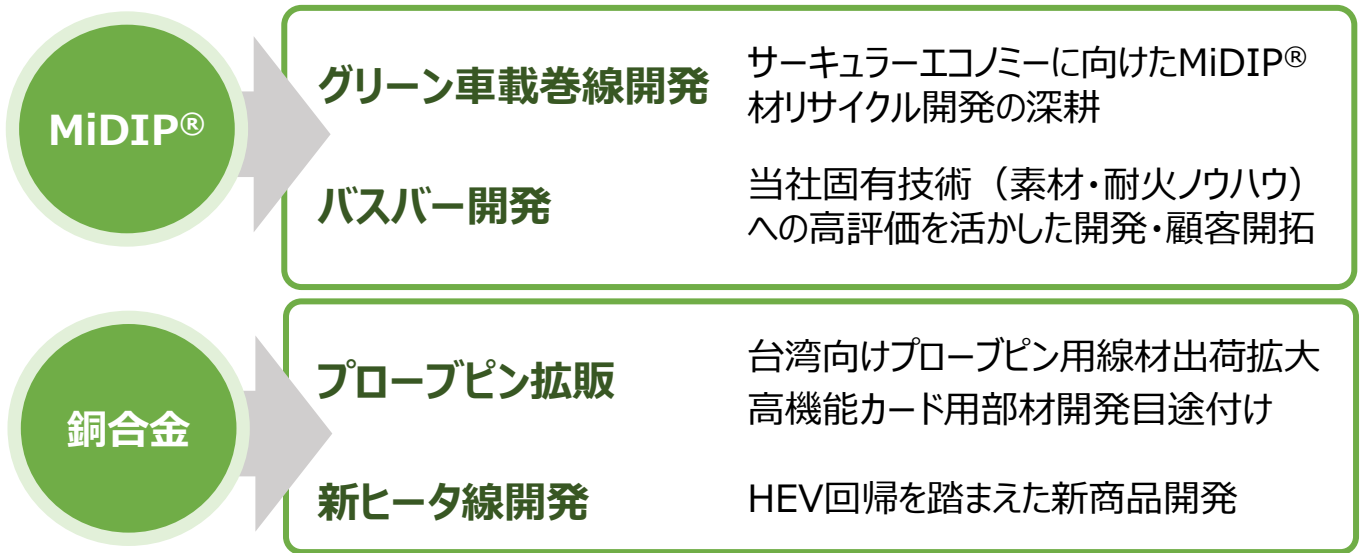 MiDIP®
グリーン車載巻線開発
サーキュラーエコノミーに向けたMiDIP®
材リサイクル開発の深耕
バスバー開発
当社固有技術（素材・耐火ノウハウ）
への高評価を活かした開発・顧客開拓
銅合金
プローブピン拡販
台湾向けプローブピン用線材出荷拡大
高機能カード用部材開発目途付け
新ヒータ線開発
HEV回帰を踏まえた新商品開発